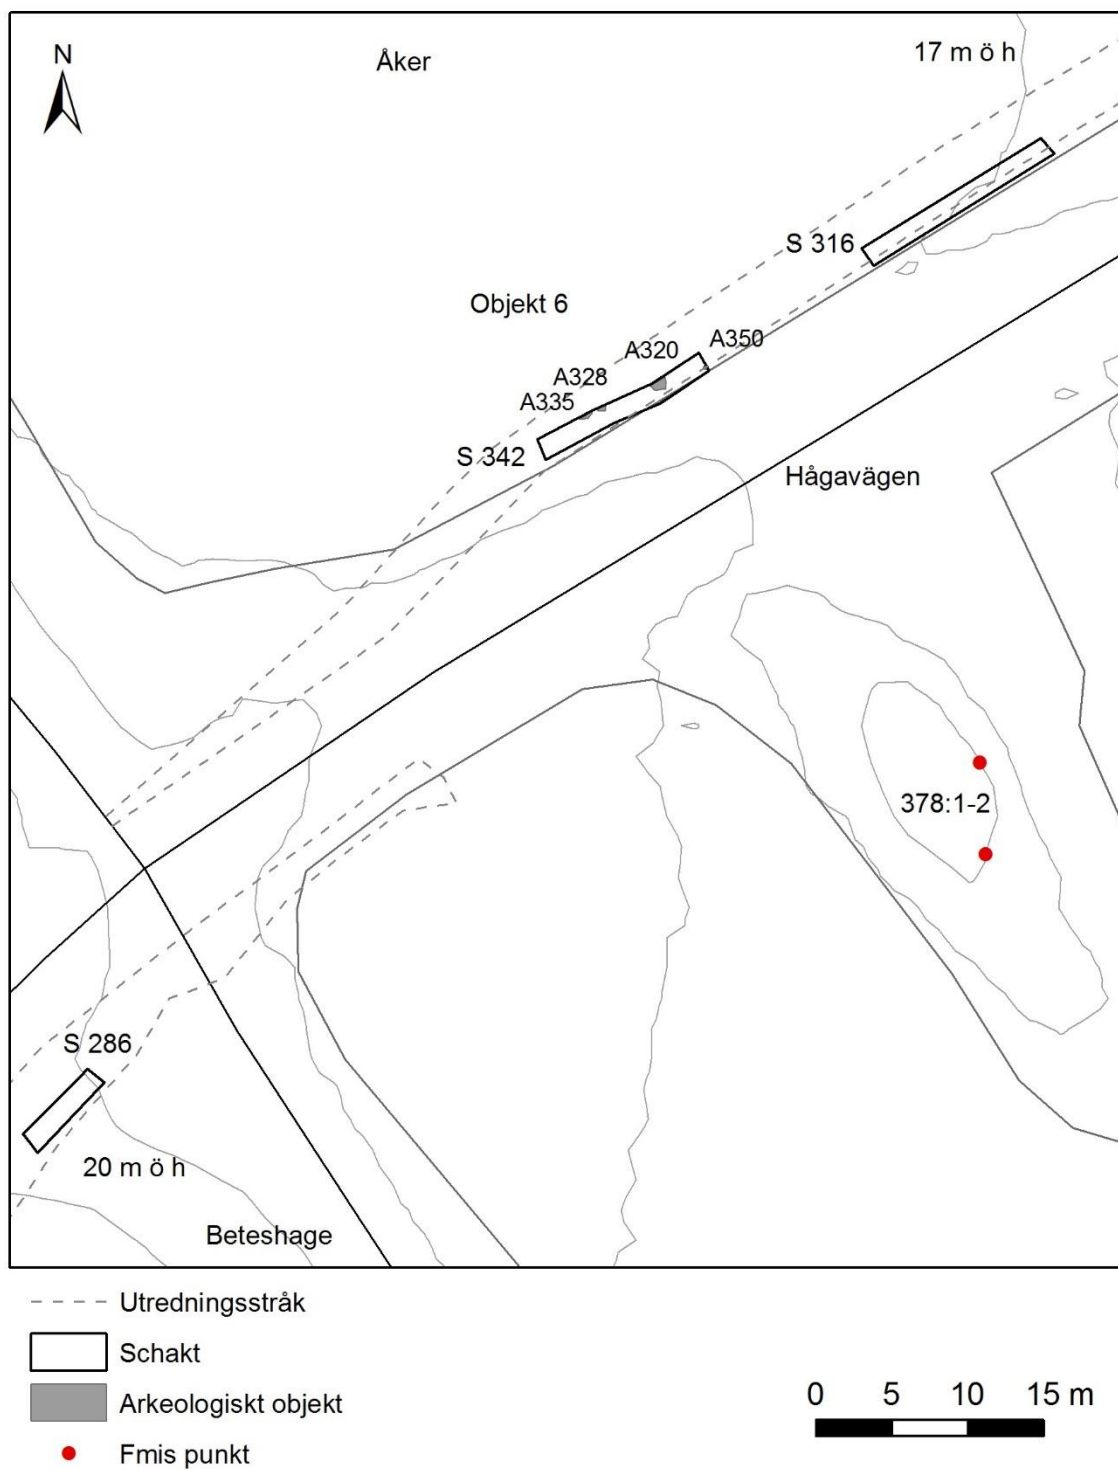 N
Åker
17 m ö h
S 316
Objekt 6
A320
A350
A328
A335
S 342
Hågavägen
378:1-2
S 286
20 m ö h
Beteshage
Utredningsstråk
Schakt
Arkeologiskt objekt
Fmis punkt
0 5 10 15 m